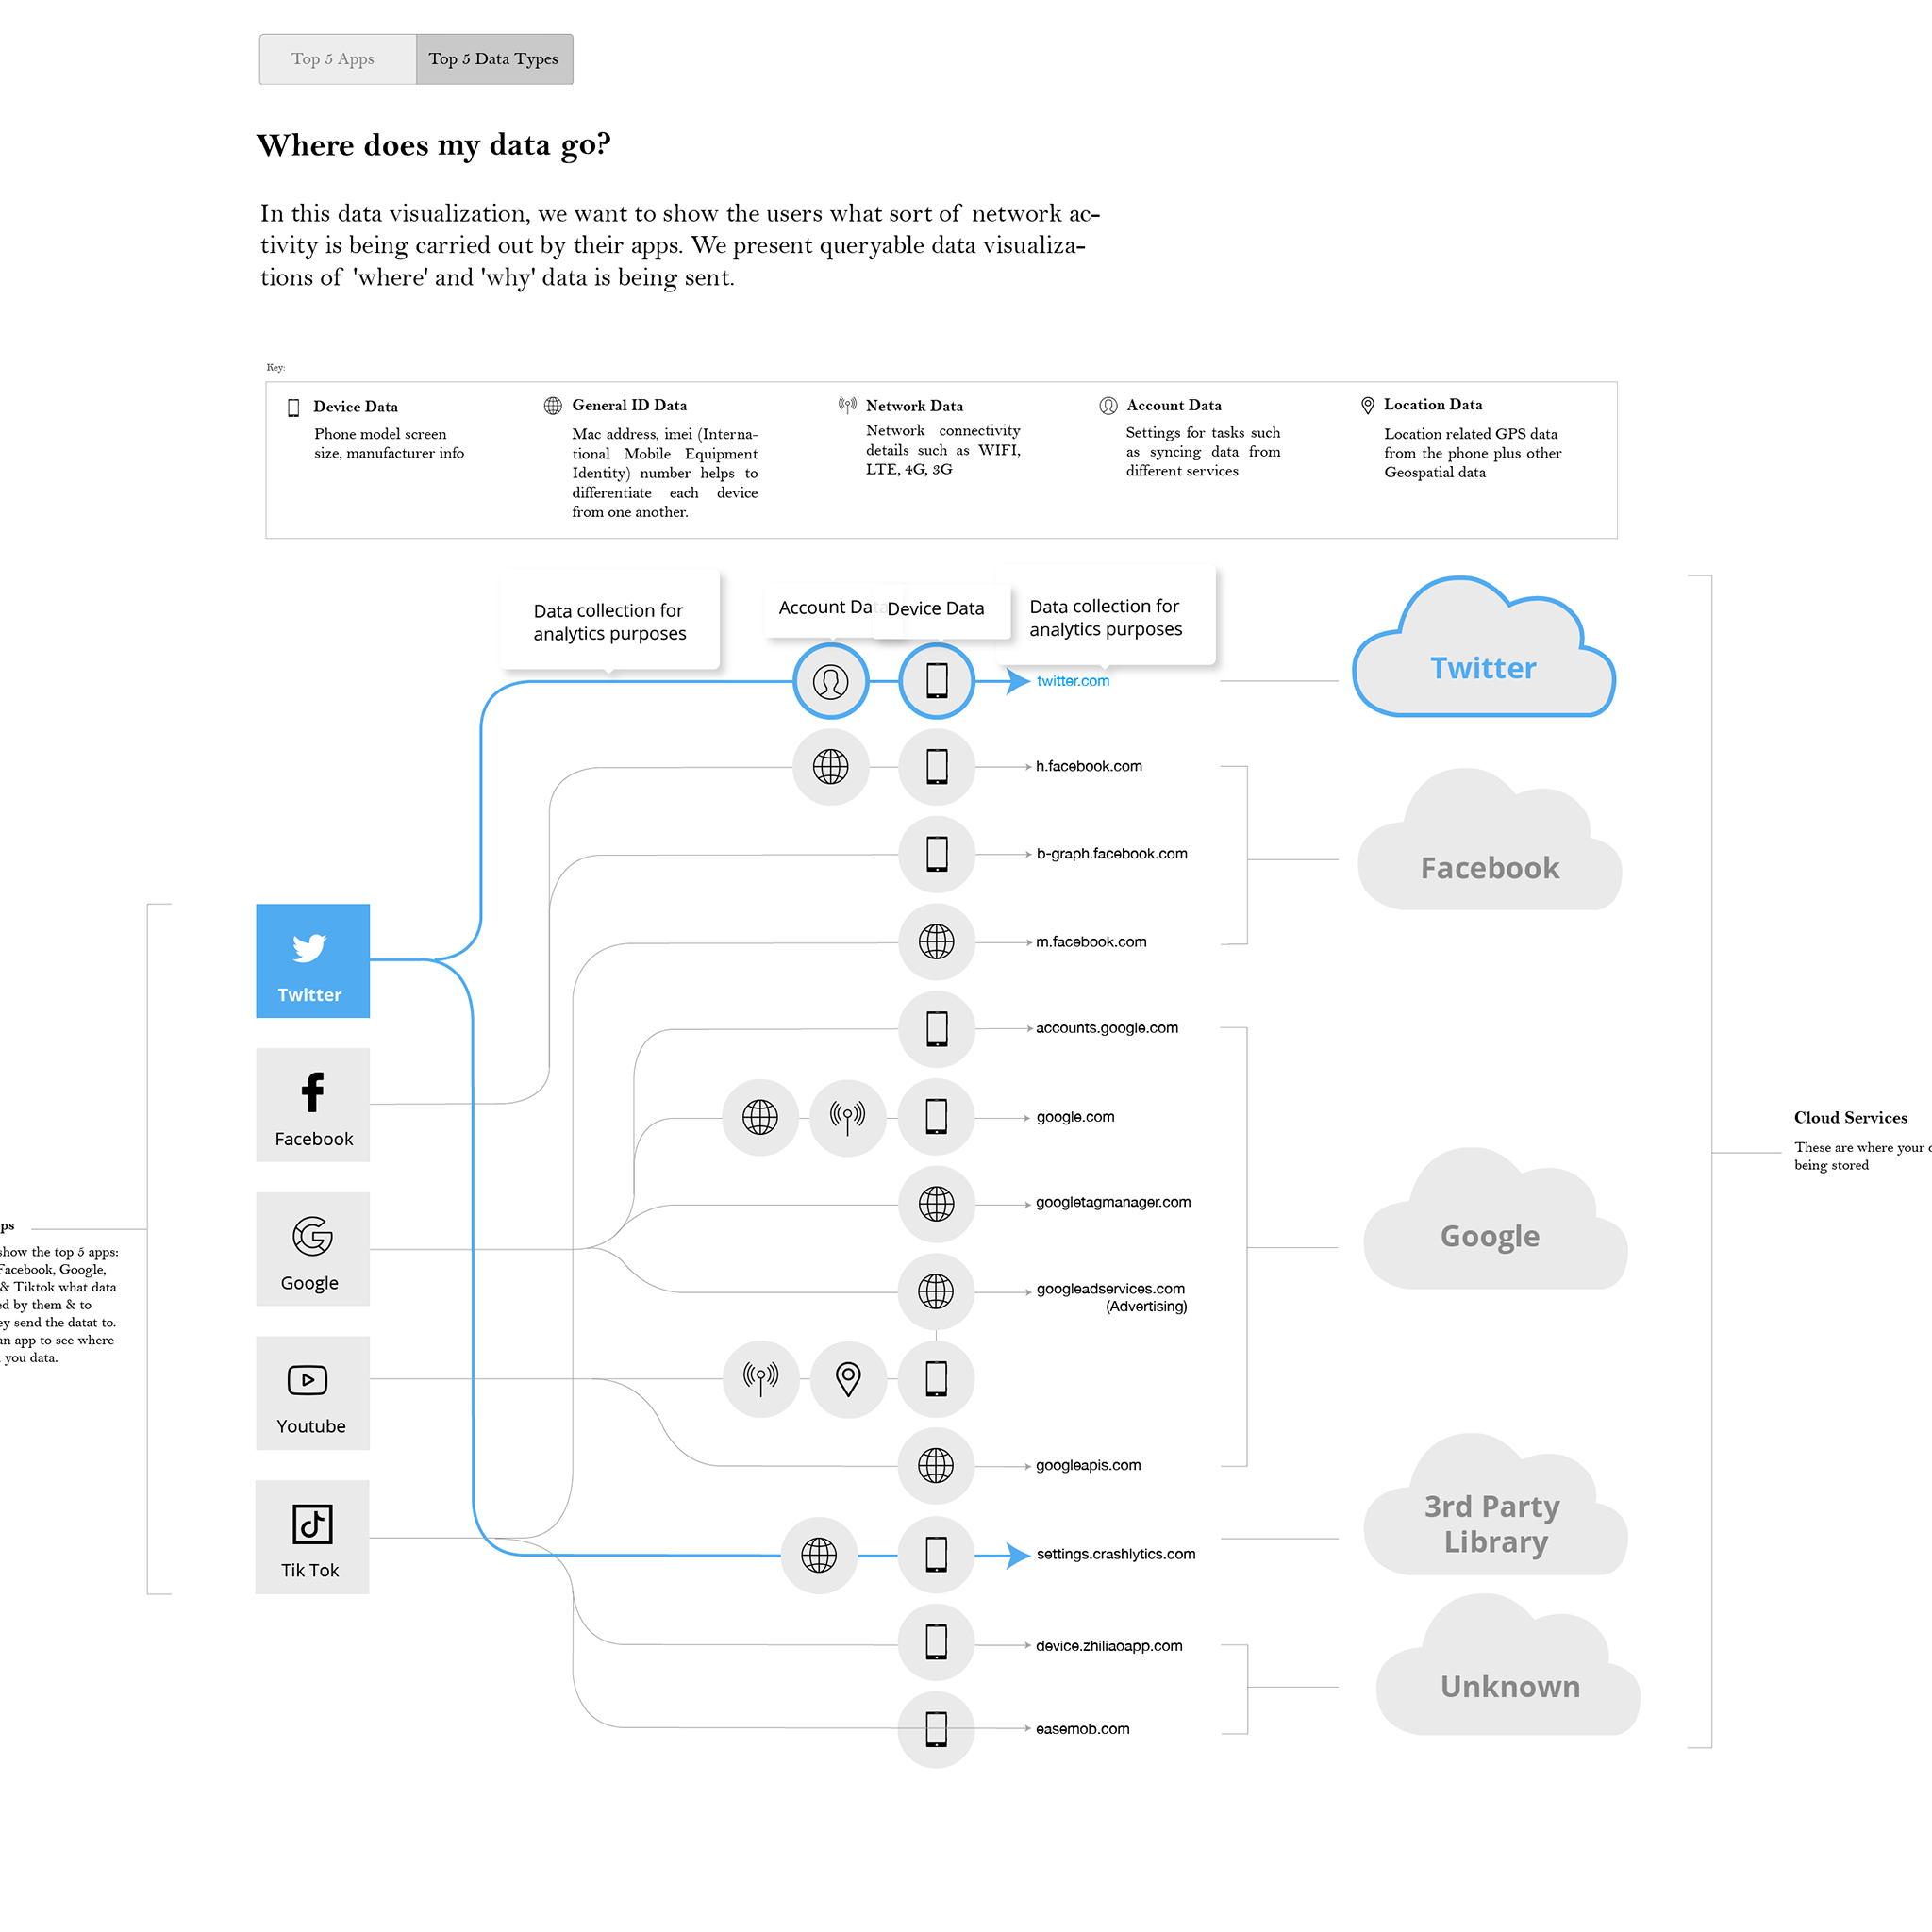 Top 5 Apps
Top 5 Data Types
Where does my data go?
In this data visualization, we want to show the users what sort of network ac-
tivity is being carried out by their apps. We present queryable data visualiza-
tions of 'where' and 'why' data is being sent.
Key:
Device Data
Phone model screen
size, manufacturer info
General ID Data
Mac address, imei (Interna-
tional Mobile Equipment
Identity) number helps to
differentiate each device
from one another.
Network Data
Network connectivity
details such as WIFI,
LTE, 4G, 3G
Account Data
Settings for tasks such
as syncing data from
different services
Location Data
Location related GPS data
from the phone plus other
Geospatial data
Data collection for
analytics purposes
Account Data
Device Data
Data collection for
analytics purposes
twitter.com
h.facebook.com
b-graph.facebook.com
m.facebook.com
accounts.google.com
google.com
googletagmanager.com
googleadservices.com
(Advertising)
googleapis.com
settings.crashlytics.com
device.zhiliaoapp.com
easemob.com
Twitter
Facebook
Google
Youtube
Tik Tok
Twitter
Facebook
Google
3rd Party
Library
Unknown
ps
show the top 5 apps:
Facebook, Google,
& Tiktok what data
ed by them & to
ey send the datat to.
an app to see where
you data.
Cloud Services
These are where your
being stored